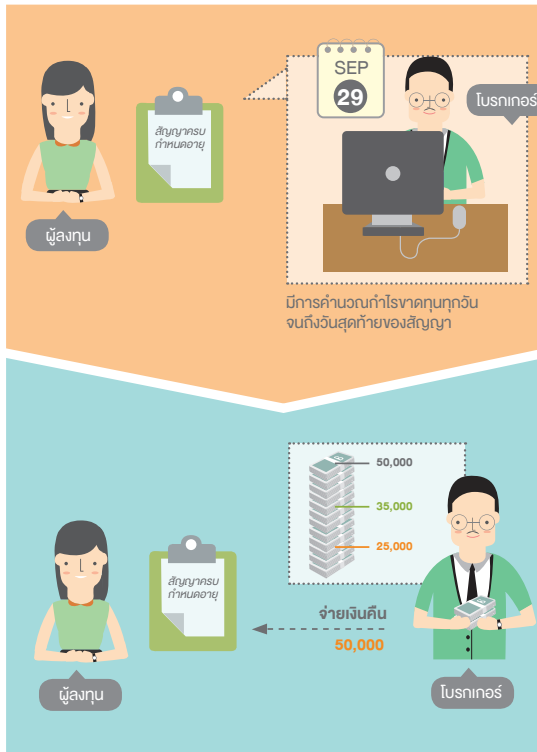 SEP
29
โบรกเกอร์
สัญญาครบ
กำหนดอายุ
ผู้ลงทุน
มีการคำนวณกำไรขาดทุนทุกวัน
จนถึงวันสุดท้ายของสัญญา
50,000
35,000
25,000
สัญญาครบ
กำหนดอายุ
จ่ายเงินคืน
50,000
ผู้ลงทุน
โบรกเกอร์